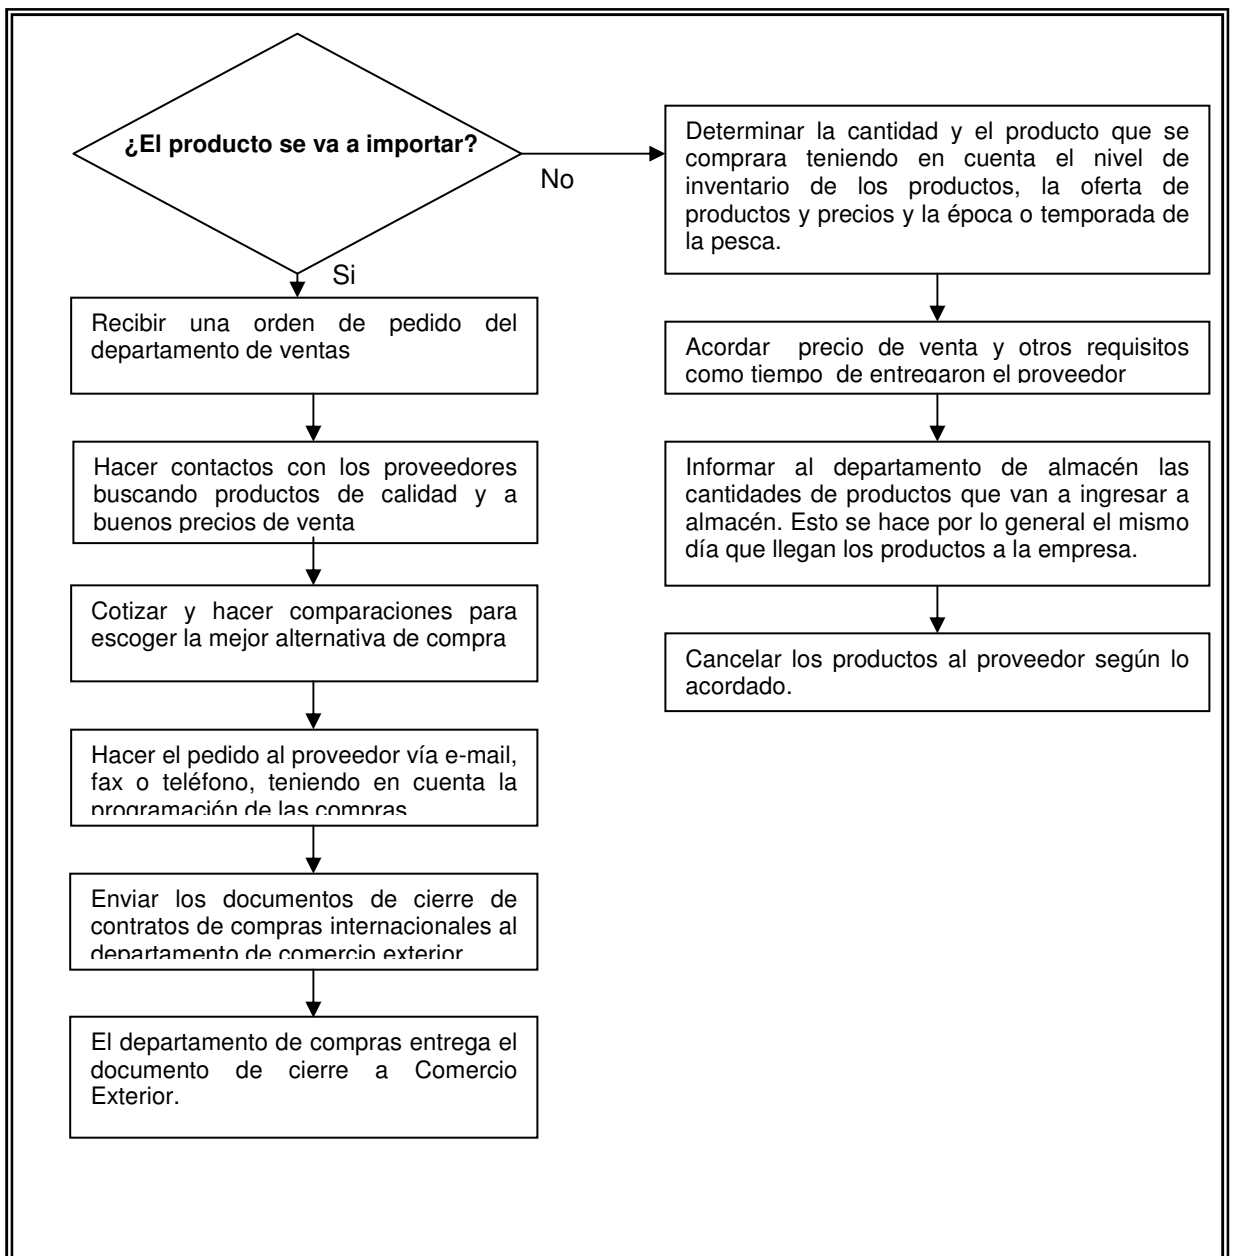 ¿El producto se va a importar?
No
Si
Recibir una orden de pedido del
departamento de ventas
Hacer contactos con los proveedores
buscando productos de calidad y a
buenos precios de venta
Cotizar y hacer comparaciones para
escoger la mejor alternativa de compra
Hacer el pedido al proveedor vía e-mail,
fax o teléfono, teniendo en cuenta la
programación de las compras
Enviar los documentos de cierre de
contratos de compras internacionales al
departamento de comercio exterior
El departamento de compras entrega el
documento de cierre a Comercio
Exterior.
Determinar la cantidad y el producto que se
comprara teniendo en cuenta el nivel de
inventario de los productos, la oferta de
productos y precios y la época o temporada de
la pesca.
Acordar precio de venta y otros requisitos
como tiempo de entregaron el proveedor
Informar al departamento de almacén las
cantidades de productos que van a ingresar a
almacén. Esto se hace por lo general el mismo
día que llegan los productos a la empresa.
Cancelar los productos al proveedor según lo
acordado.